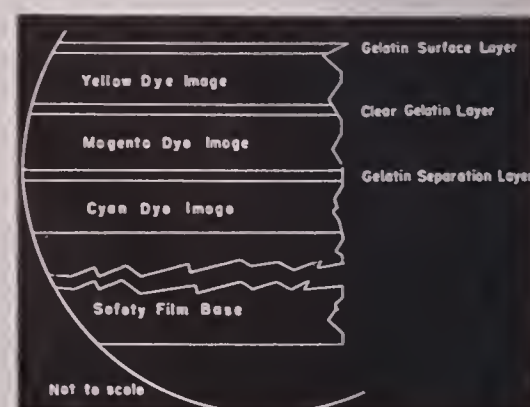 Gelatin Surface Layer
Yellow Dye Image
Clear Gelatin Layer
Magenta Dye Image
Gelatin Separation Layer
Cyan Dye Image
Safety Film Base
Not to scale